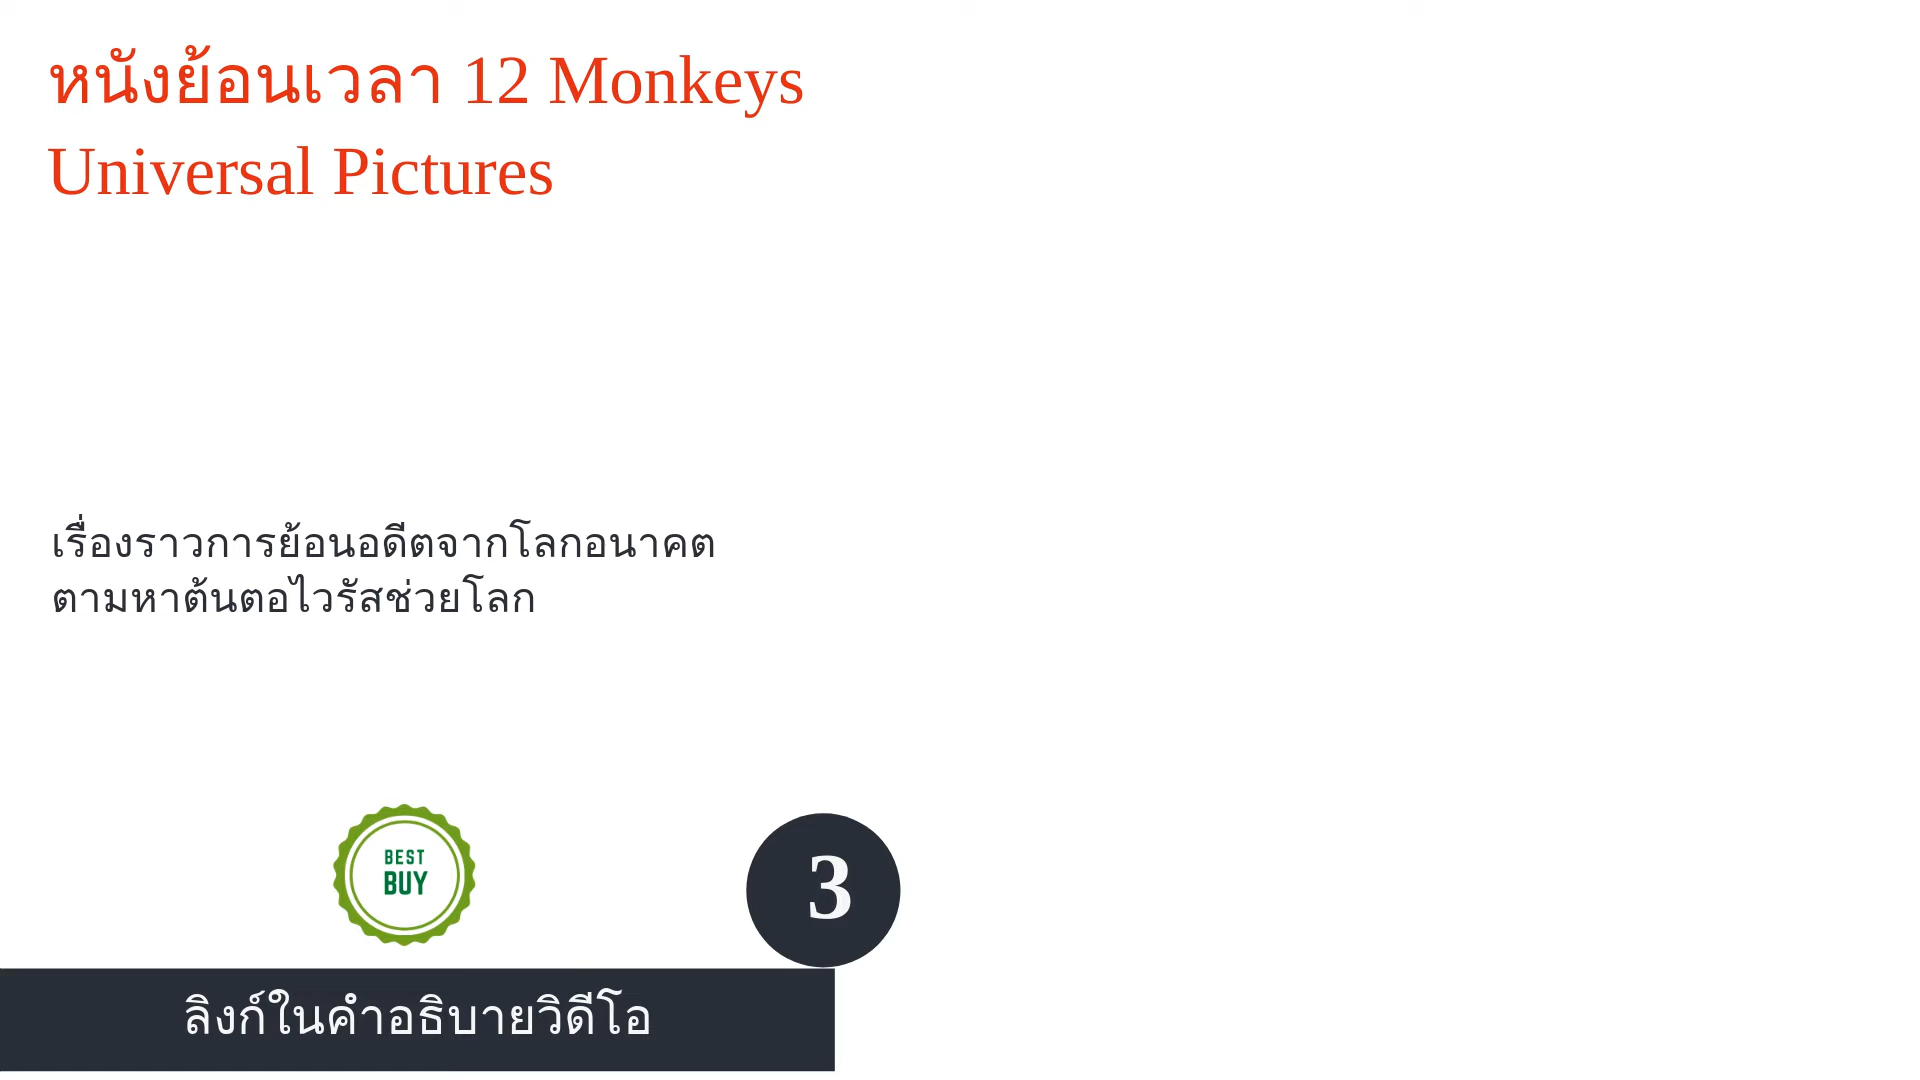 หนังย้อนเวลา 12 Monkeys
Universal Pictures
เรื่องราวการย้อนอดีตจากโลกอนาคต
ตามหาต้นตอไวรัสช่วยโลก
BEST
BUY
3
ลิงก์ในคำอธิบายวิดีโอ